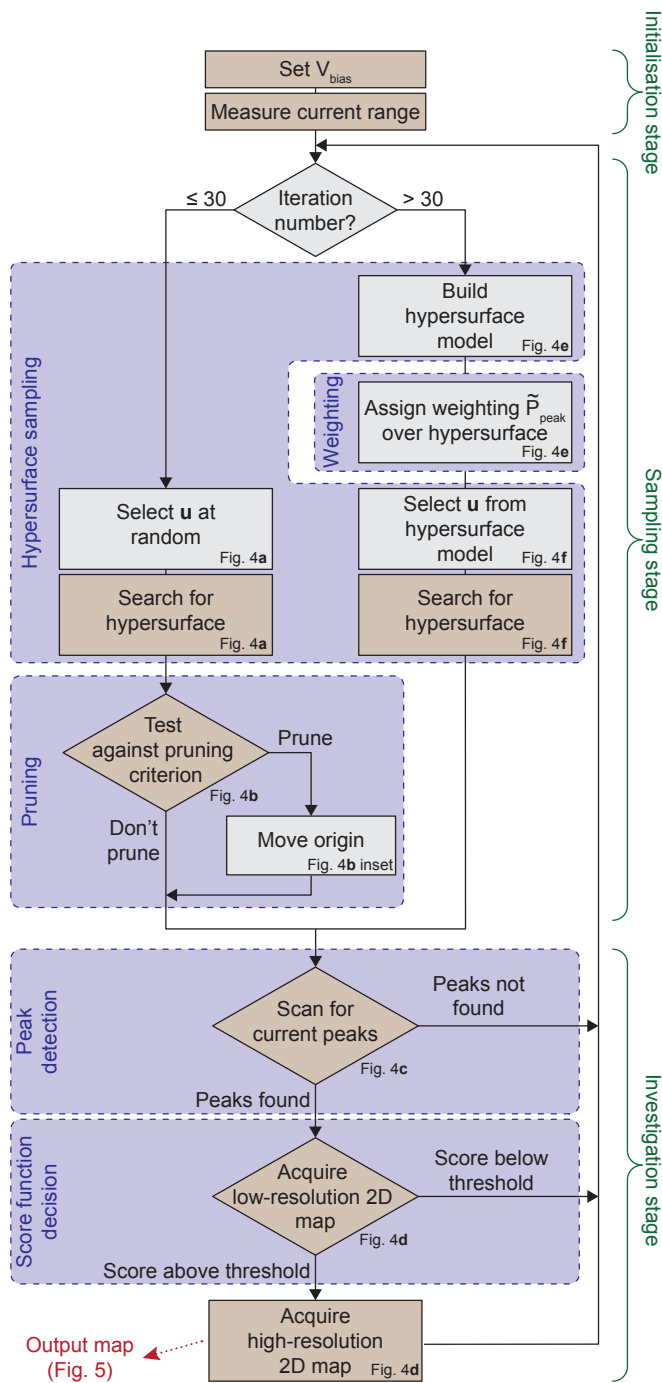 Initialisation stage
Set V_bias
Measure current range
Iteration
number?
≤ 30
> 30
Sampling stage
Hypersurface sampling
Build
hypersurface
model
Fig. 4e
Weighting
Assign weighting P̃_peak
over hypersurface
Fig. 4e
Select u at
random
Fig. 4a
Select u from
hypersurface
model
Fig. 4f
Search for
hypersurface
Fig. 4a
Search for
hypersurface
Fig. 4f
Pruning
Test
against pruning
criterion
Fig. 4b
Prune
Don't
prune
Move origin
Fig. 4b inset
Investigation stage
Peak
detection
Scan for
current peaks
Fig. 4c
Peaks not
found
Peaks found
Score function
decision
Acquire
low-resolution 2D
map
Fig. 4d
Score below
threshold
Score above threshold
Acquire
high-resolution
2D map
Fig. 4d
Output map
(Fig. 5)